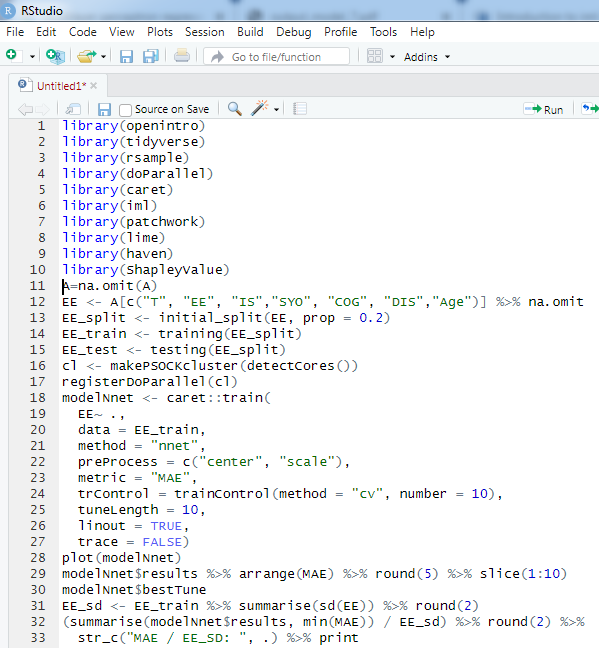 RStudio
File Edit Code View Plots Session Build Debug Profile Tools Help
Go to file/function Addins
Untitled1*
Source on Save Run
1 library(openintro)
2 library(tidyverse)
3 library(rsample)
4 library(doParallel)
5 library(caret)
6 library(iml)
7 library(patchwork)
8 library(lime)
9 library(haven)
10 library(ShapleyValue)
11 A=na.omit(A)
12 EE <- A[c("T", "EE", "IS","SYO", "COG", "DIS","Age")] %>% na.omit
13 EE_split <- initial_split(EE, prop = 0.2)
14 EE_train <- training(EE_split)
15 EE_test <- testing(EE_split)
16 cl <- makePSOCKcluster(detectCores())
17 registerDoParallel(cl)
18 modelNnet <- caret::train(
19 EE~ .,
20 data = EE_train,
21 method = "nnet",
22 preProcess = c("center", "scale"),
23 metric = "MAE",
24 trControl = trainControl(method = "cv", number = 10),
25 tuneLength = 10,
26 linout = TRUE,
27 trace = FALSE)
28 plot(modelNnet)
29 modelNnet$results %>% arrange(MAE) %>% round(5) %>% slice(1:10)
30 modelNnet$bestTune
31 EE_sd <- EE_train %>% summarise(sd(EE)) %>% round(2)
32 (summarise(modelNnet$results, min(MAE)) / EE_sd) %>% round(2) %>%
33 str_c("MAE / EE_SD: ", .) %>% print